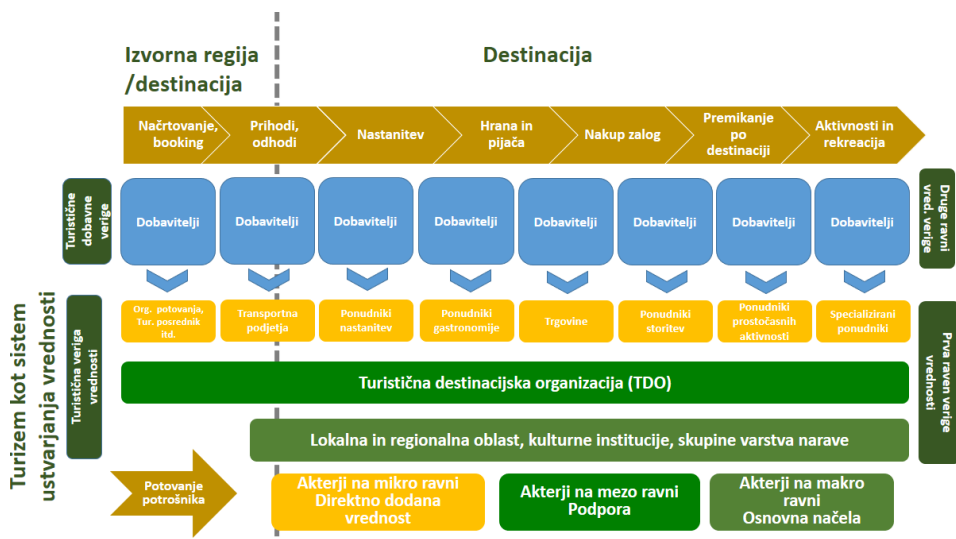 Izvorna regija
/destinacija
Destinacija
Načrtovanje,
booking
Prihodi,
odhodi
Nastanitev
Hrana in
pijača
Nakup zalog
Premikanje
po
destinaciji
Aktivnosti in
rekreacija
Turistične
dobavne
verige
Dobavitelji
Dobavitelji
Dobavitelji
Dobavitelji
Dobavitelji
Dobavitelji
Dobavitelji
Dobavitelji
Druge ravni
vred. verige
Turizem kot sistem
ustvarjanja vrednosti
Turistična veriga
vrednosti
Org. potovanja,
Tur. posrednik
itd.
Transportna
podjetja
Ponudniki
nastanitev
Ponudniki
gastronomije
Trgovine
Ponudniki
storitev
Ponudniki
prostočasnih
aktivnosti
Specializirani
ponudniki
Prva raven verige
vrednosti
Turistična destinacijska organizacija (TDO)
Lokalna in regionalna oblast, kulturne institucije, skupine varstva narave
Potovanje
potrošnika
Akterji na mikro ravni
Direktno dodana
vrednost
Akterji na mezo ravni
Podpora
Akterji na makro
ravni
Osnovna načela